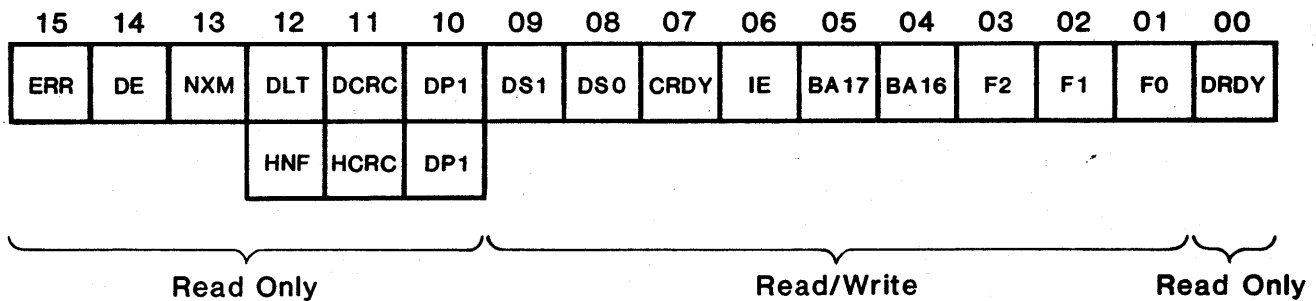 15 14 13 12 11 10 09 08 07 06 05 04 03 02 01 00
ERR DE NXM DLT DCRC DP1 DS1 DS0 CRDY IE BA17 BA16 F2 F1 F0 DRDY
HNF HCRC DP1
Read Only Read/Write Read Only